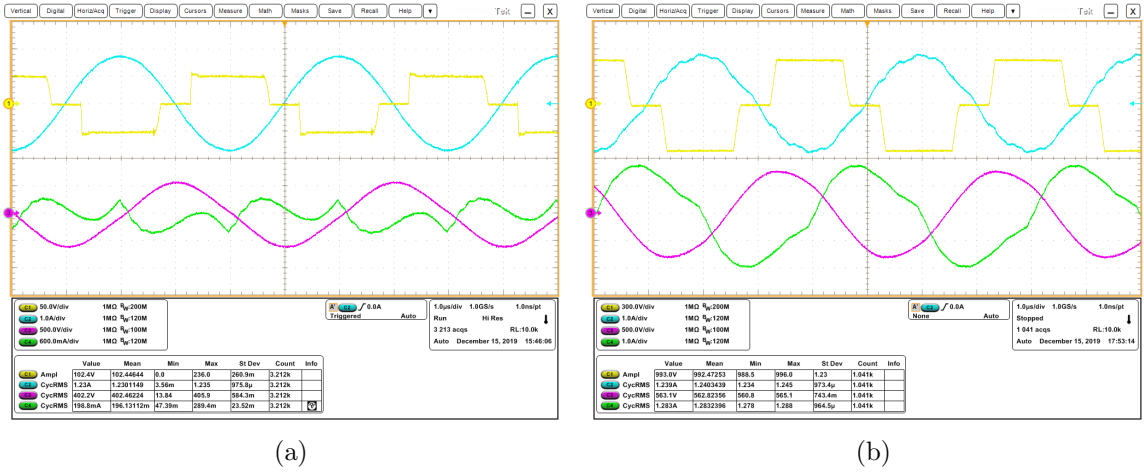 Vertical Digital Horiz/Acq Trigger Display Cursors Measure Math Masks Save Recall Help Tek X
1
3
C1 50.0V/div 1MΩ BW:200M
C2 1.0A/div 1MΩ BW:120M
C3 500.0V/div 1MΩ BW:100M
C4 600.0mA/div 1MΩ BW:120M
A' C2 0.0A
Triggered Auto
1.0µs/div 1.0GS/s 1.0ns/pt
Run Hi Res
3 213 acqs RL:10.0k
Auto December 15, 2019 15:46:06
Value Mean Min Max St Dev Count Info
C1 Ampl 102.4V 102.44644 0.0 236.0 260.9m 3.212k
C2 CycRMS 1.23A 1.2301149 3.56m 1.235 975.8µ 3.212k
C3 CycRMS 402.2V 402.46224 13.84 405.9 584.3m 3.212k
C4 CycRMS 198.8mA 196.13112m 47.39m 289.4m 23.52m 3.212k
(a)
Vertical Digital Horiz/Acq Trigger Display Cursors Measure Math Masks Save Recall Help Tek X
1
3
C1 300.0V/div 1MΩ BW:200M
C2 1.0A/div 1MΩ BW:120M
C3 500.0V/div 1MΩ BW:100M
C4 1.0A/div 1MΩ BW:120M
A' C2 0.0A
None Auto
1.0µs/div 1.0GS/s 1.0ns/pt
Stopped
1 041 acqs RL:10.0k
Auto December 15, 2019 17:53:14
Value Mean Min Max St Dev Count Info
C1 Ampl 993.0V 992.47253 988.5 996.0 1.23 1.041k
C2 CycRMS 1.239A 1.2403439 1.234 1.245 973.4µ 1.041k
C3 CycRMS 563.1V 562.82356 560.8 565.1 743.4m 1.041k
C4 CycRMS 1.283A 1.2832396 1.278 1.288 964.5µ 1.041k
(b)